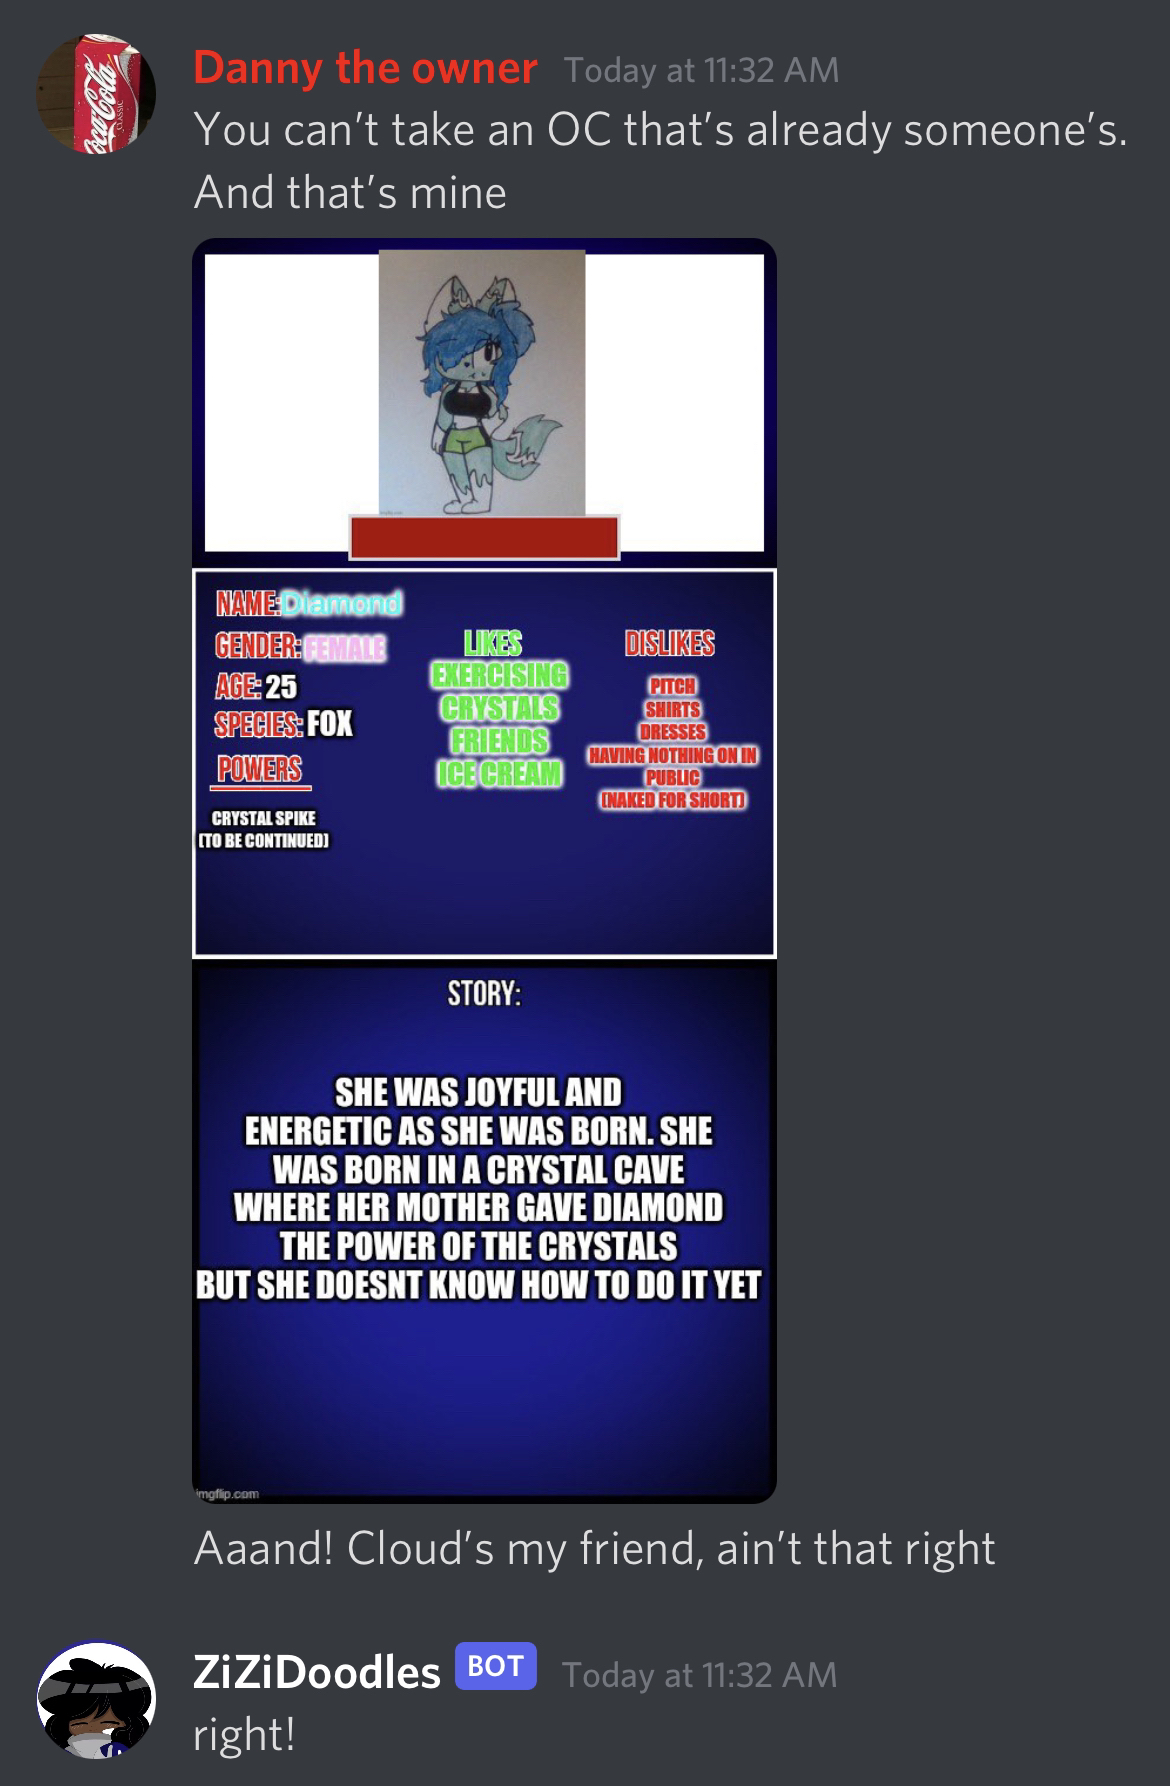 Danny the owner Today at 11:32 AM
You can't take an OC that's already someone's.
And that's mine
NAME:Diamond
GENDER: FEMALE
AGE: 25
SPECIES: FOX
POWERS
CRYSTAL SPIKE
(TO BE CONTINUED)
LIKES
EXERCISING
CRYSTALS
FRIENDS
ICE CREAM
DISLIKES
PITCH
SHIRTS
DRESSES
HAVING NOTHING ON IN
PUBLIC
(NAKED FOR SHORT)
STORY:
SHE WAS JOYFUL AND
ENERGETIC AS SHE WAS BORN. SHE
WAS BORN IN A CRYSTAL CAVE
WHERE HER MOTHER GAVE DIAMOND
THE POWER OF THE CRYSTALS
BUT SHE DOESNT KNOW HOW TO DO IT YET
imgflip.com
Aaand! Cloud's my friend, ain't that right
ZiZiDoodles BOT Today at 11:32 AM
right!
Coca-Cola
CLASSIC